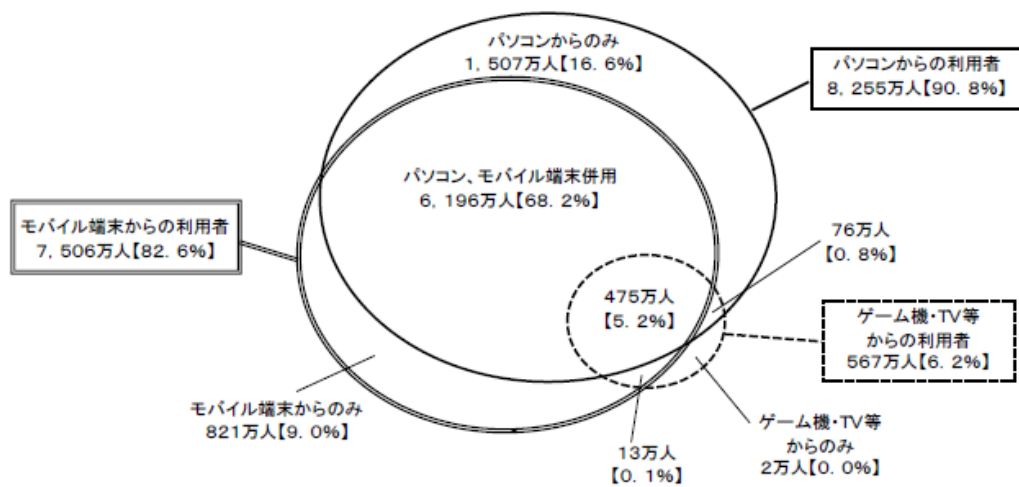 パソコンからのみ
1, 507万人【16. 6%】
パソコンからの利用者
8, 255万人【90. 8%】
パソコン、モバイル端末併用
6, 196万人【68. 2%】
モバイル端末からの利用者
7, 506万人【82. 6%】
76万人
【0. 8%】
475万人
【5. 2%】
ゲーム機・TV等
からの利用者
567万人【6. 2%】
モバイル端末からのみ
821万人【9. 0%】
13万人
【0. 1%】
ゲーム機・TV等
からのみ
2万人【0. 0%】